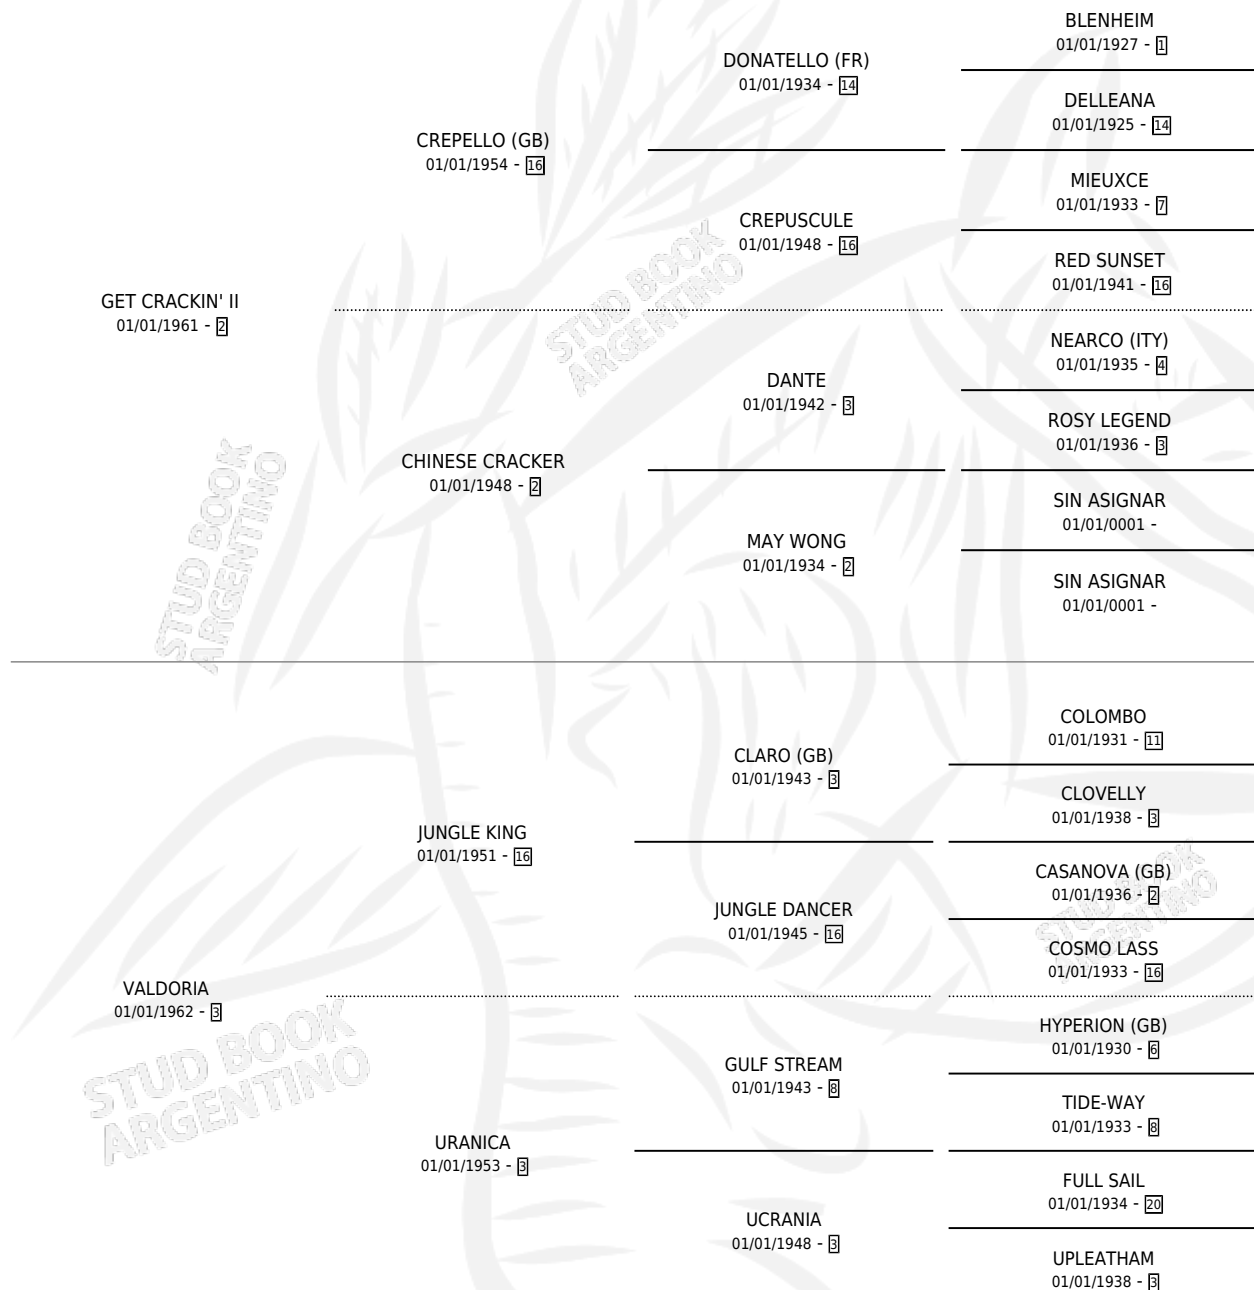 BLENHEIM
01/01/1927 - 1
DONATELLO (FR)
01/01/1934 - 14
DELLEANA
01/01/1925 - 14
CREPELLO (GB)
01/01/1954 - 16
MIEUXCE
01/01/1933 - 7
CREPUSCULE
01/01/1948 - 16
RED SUNSET
01/01/1941 - 16
GET CRACKIN' II
01/01/1961 - 2
NEARCO (ITY)
01/01/1935 - 4
DANTE
01/01/1942 - 3
ROSY LEGEND
01/01/1936 - 3
CHINESE CRACKER
01/01/1948 - 2
SIN ASIGNAR
01/01/0001 -
MAY WONG
01/01/1934 - 2
SIN ASIGNAR
01/01/0001 -
COLOMBO
01/01/1931 - 11
CLARO (GB)
01/01/1943 - 3
CLOVELLY
01/01/1938 - 3
JUNGLE KING
01/01/1951 - 16
CASANOVA (GB)
01/01/1936 - 2
JUNGLE DANCER
01/01/1945 - 16
COSMO LASS
01/01/1933 - 16
VALDORIA
01/01/1962 - 3
HYPERION (GB)
01/01/1930 - 6
GULF STREAM
01/01/1943 - 8
TIDE-WAY
01/01/1933 - 8
URANICA
01/01/1953 - 3
FULL SAIL
01/01/1934 - 20
UCRANIA
01/01/1948 - 3
UPLEATHAM
01/01/1938 - 3
STUD BOOK
ARGENTINO
STUD BOOK
ARGENTINO
STUD BOOK
ARGENTINO
STUD BOOK
ARGENTINO